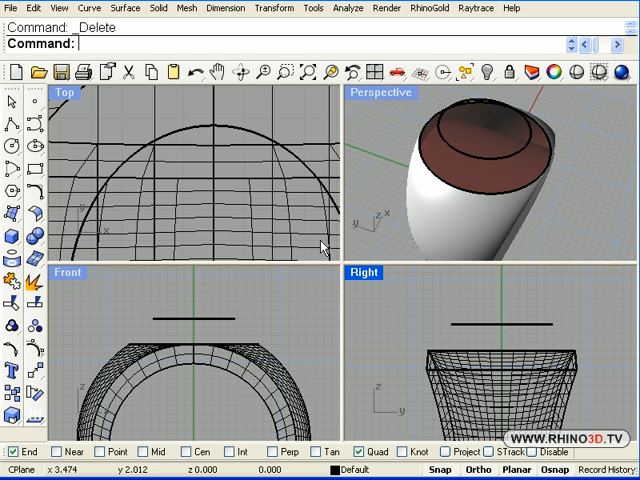 File Edit View Curve Surface Solid Mesh Dimension Transform Tools Analyze Render RhinoGold Raytrace Help
Command: _Delete
Command:
Top
Perspective
y
x
y
z
x
Front
Right
z
x
z
y
WWW.RHINO3D.TV
End Near Point Mid Cen Int Perp Tan Quad Knot Project STrack Disable
CPlane x 3.474 y 2.012 z 0.000 0.000 Default Snap Ortho Planar Osnap Record History